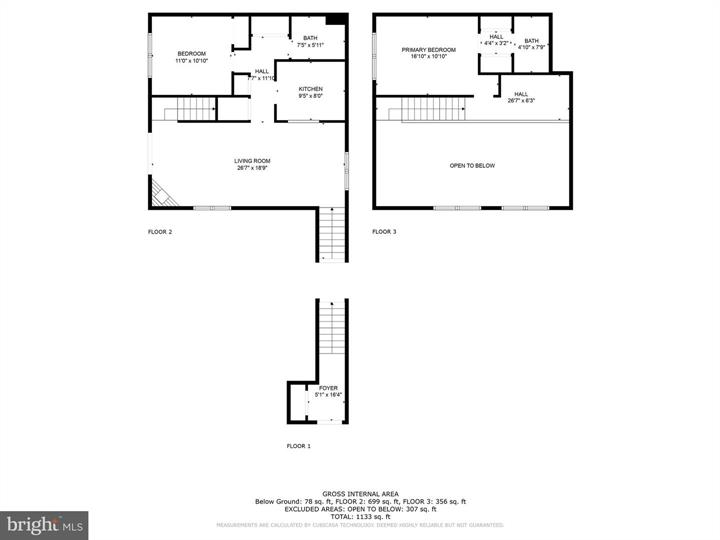 BEDROOM
11'0" x 10'10"
BATH
7'5" x 5'11"
HALL
7'7" x 11'10
KITCHEN
9'5" x 8'0"
LIVING ROOM
26'7" x 18'9"
FLOOR 2
PRIMARY BEDROOM
16'10" x 10'10"
HALL
4'4" x 3'2"
BATH
4'10" x 7'9"
HALL
26'7" x 6'3"
OPEN TO BELOW
FLOOR 3
FOYER
5'1" x 16'4"
FLOOR 1
GROSS INTERNAL AREA
Below Ground: 78 sq. ft, FLOOR 2: 699 sq. ft, FLOOR 3: 356 sq. ft
EXCLUDED AREAS: OPEN TO BELOW: 307 sq. ft
TOTAL: 1133 sq. ft
MEASUREMENTS ARE CALCULATED BY CUBICASA TECHNOLOGY. DEEMED HIGHLY RELIABLE BUT NOT GUARANTEED.
bright MLS